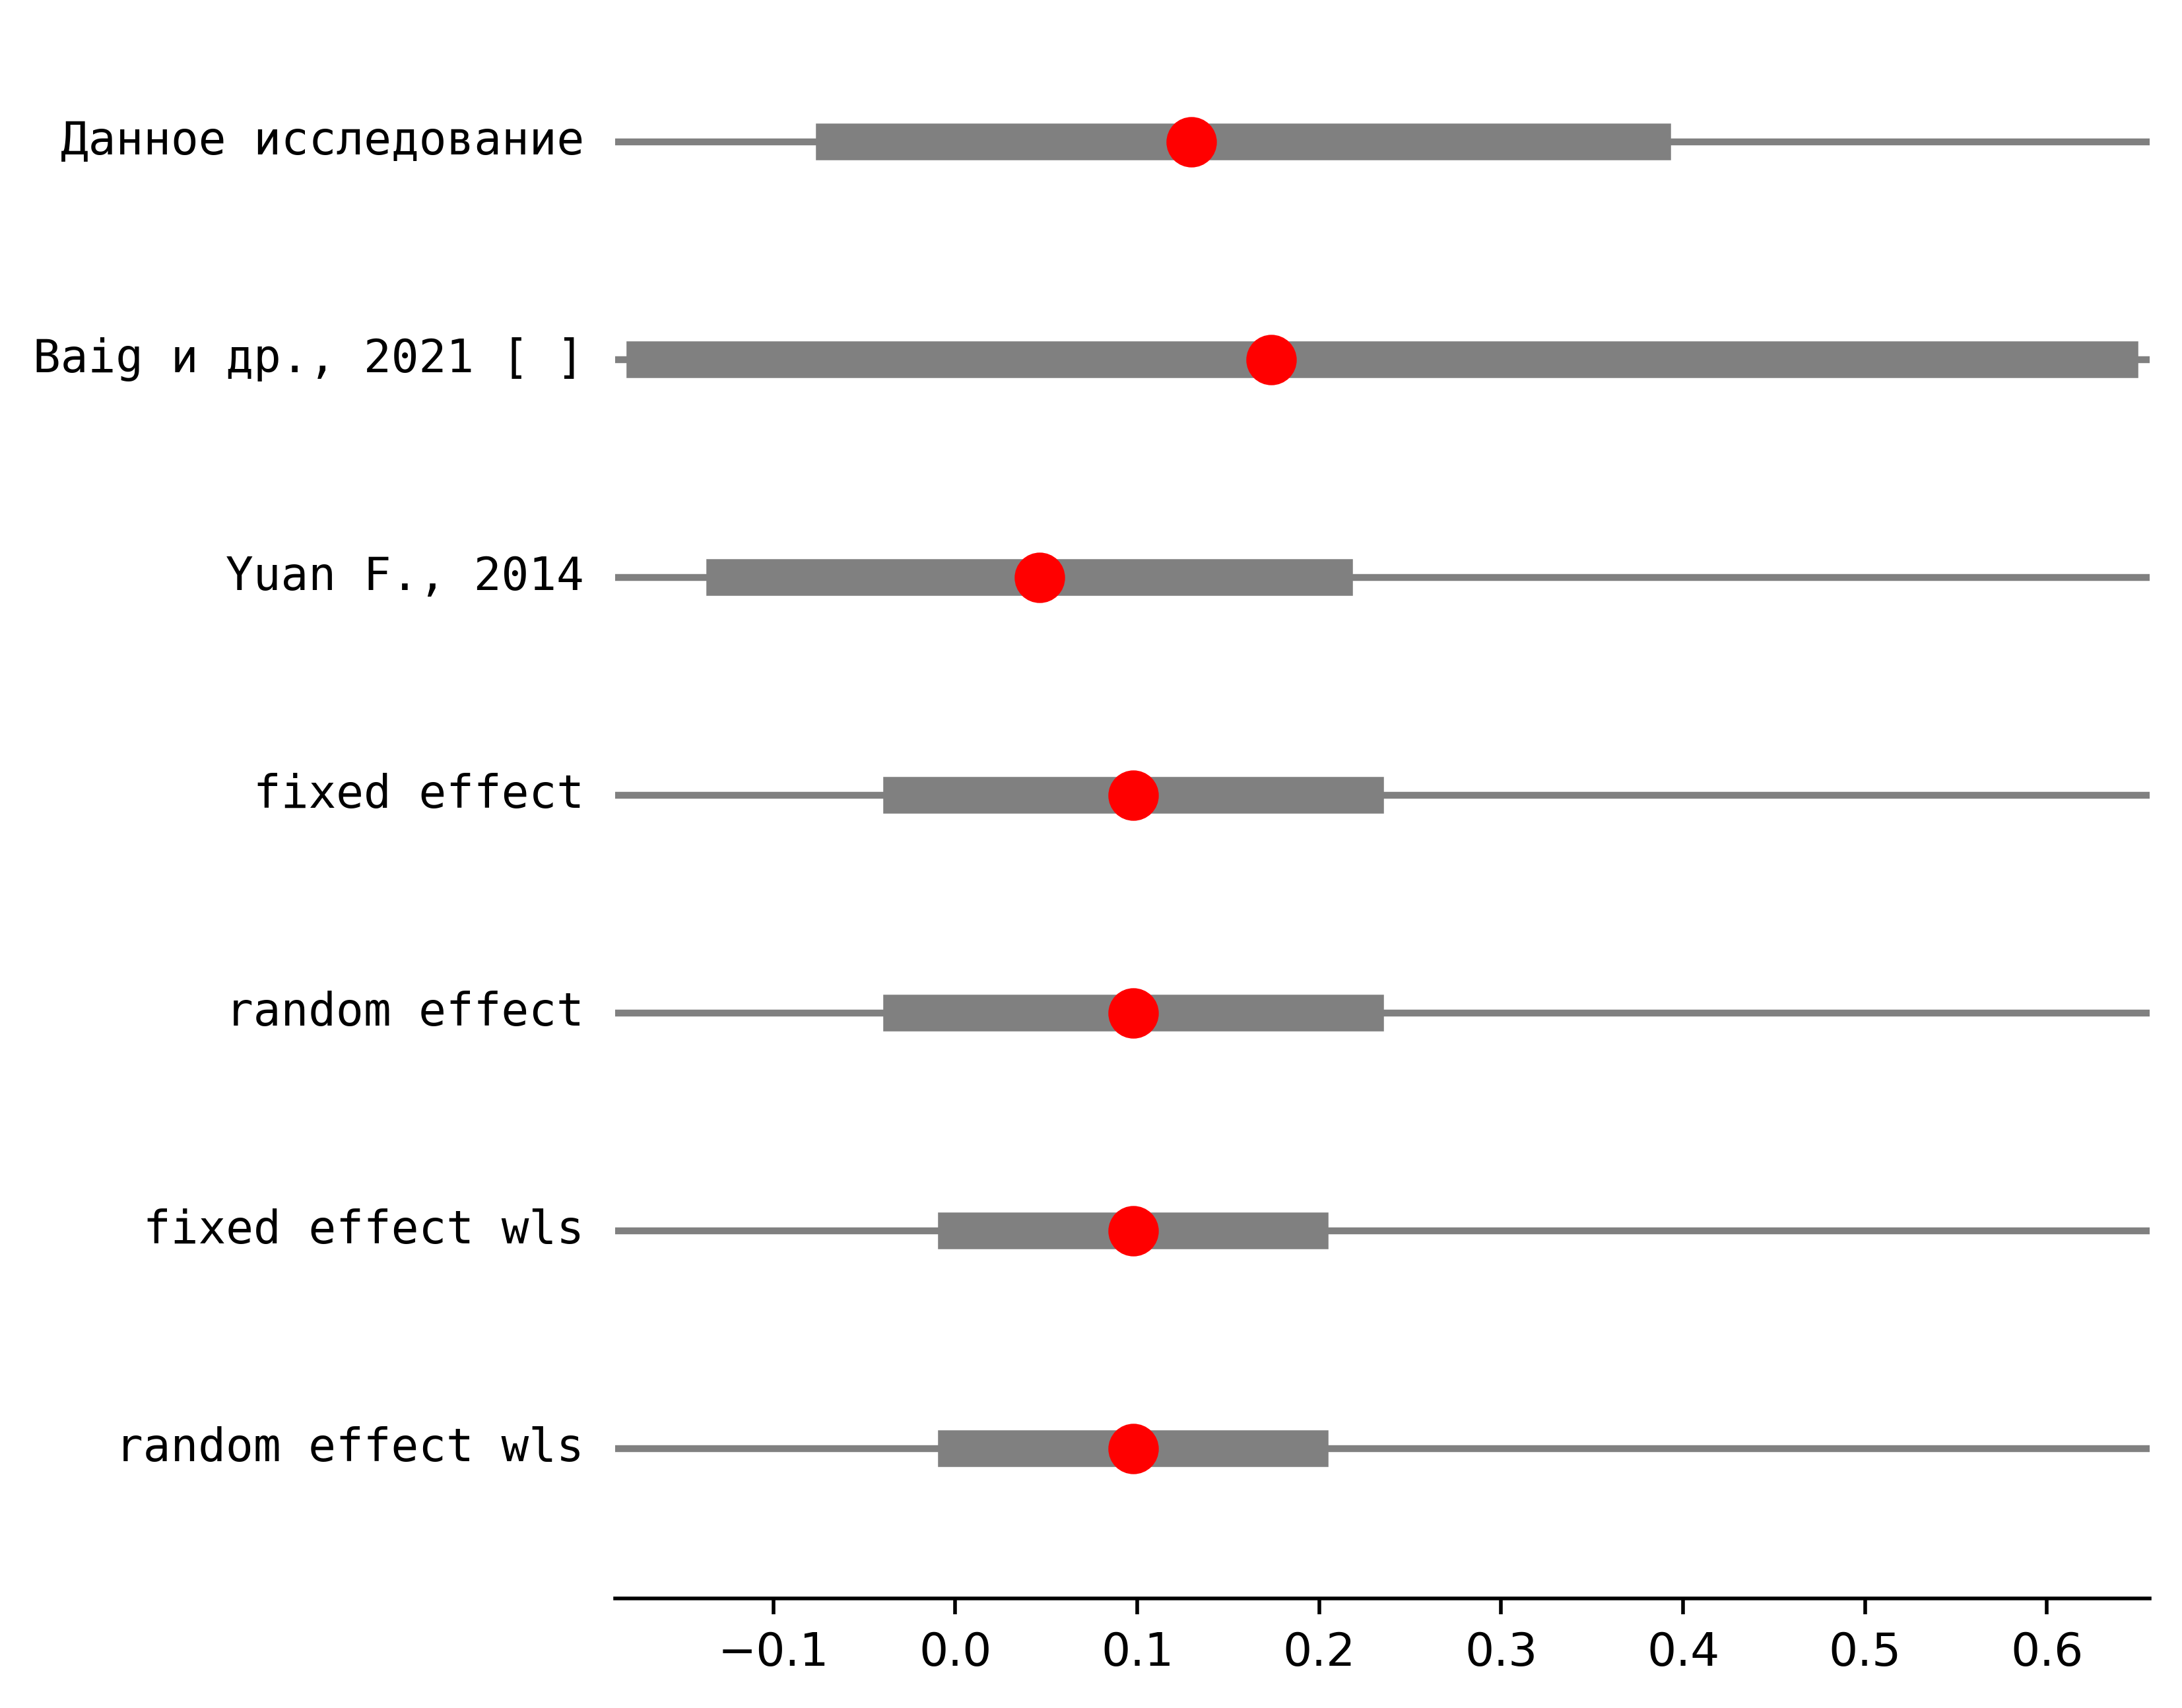 Данное исследование
Baig и др., 2021 [ ]
Yuan F., 2014
fixed effect
random effect
fixed effect wls
random effect wls
−0.1 0.0 0.1 0.2 0.3 0.4 0.5 0.6